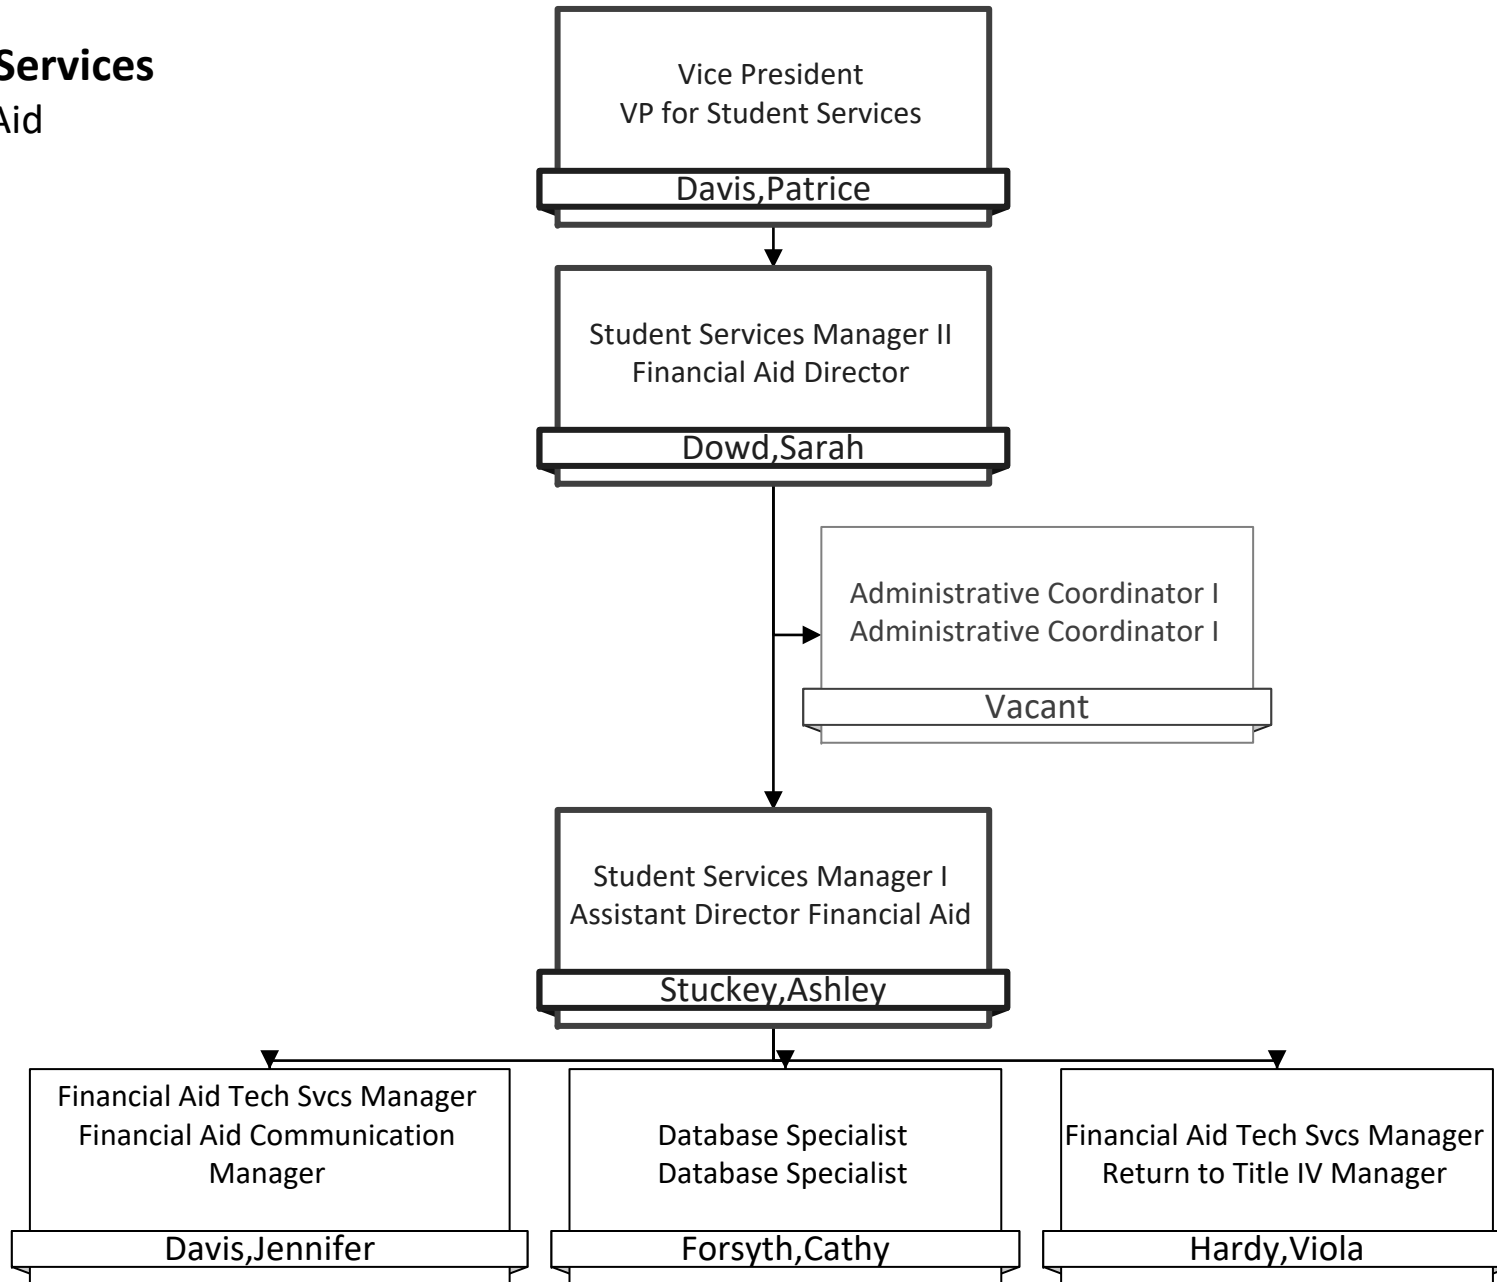 Services
Aid
Vice President
VP for Student Services
Davis,Patrice
Student Services Manager II
Financial Aid Director
Dowd,Sarah
Administrative Coordinator I
Administrative Coordinator I
Vacant
Student Services Manager I
Assistant Director Financial Aid
Stuckey,Ashley
Financial Aid Tech Svcs Manager
Financial Aid Communication
Manager
Davis,Jennifer
Database Specialist
Database Specialist
Forsyth,Cathy
Financial Aid Tech Svcs Manager
Return to Title IV Manager
Hardy,Viola